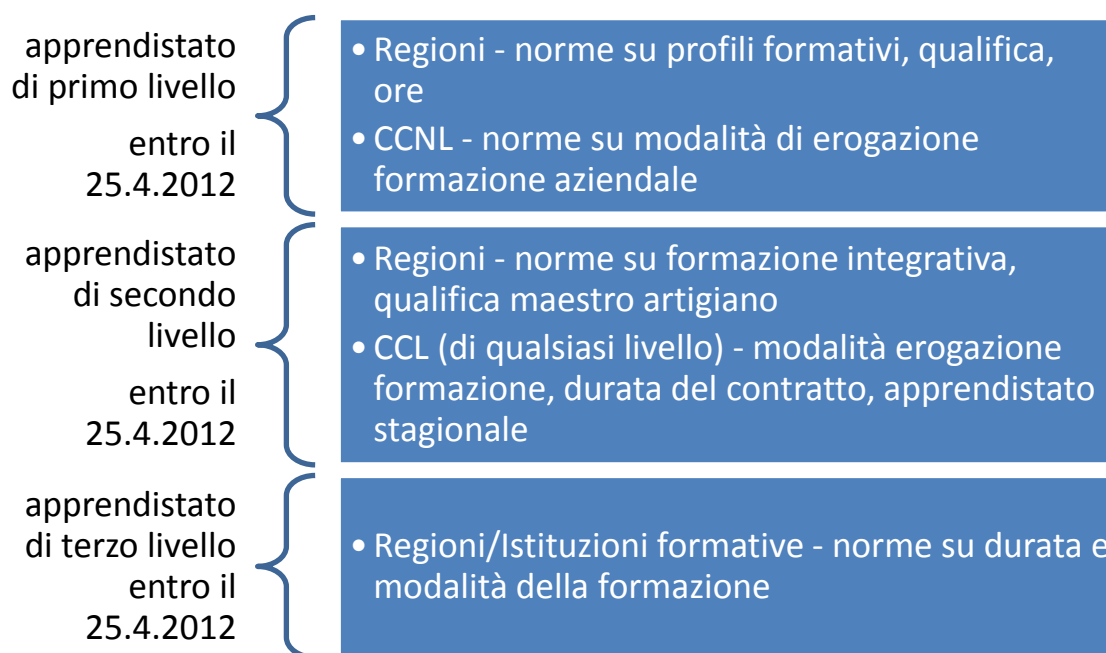 apprendistato
di primo livello
entro il
25.4.2012
• Regioni - norme su profili formativi, qualifica,
ore
• CCNL - norme su modalità di erogazione
formazione aziendale
apprendistato
di secondo
livello
entro il
25.4.2012
• Regioni - norme su formazione integrativa,
qualifica maestro artigiano
• CCL (di qualsiasi livello) - modalità erogazione
formazione, durata del contratto, apprendistato
stagionale
apprendistato
di terzo livello
entro il
25.4.2012
• Regioni/Istituzioni formative - norme su durata e
modalità della formazione